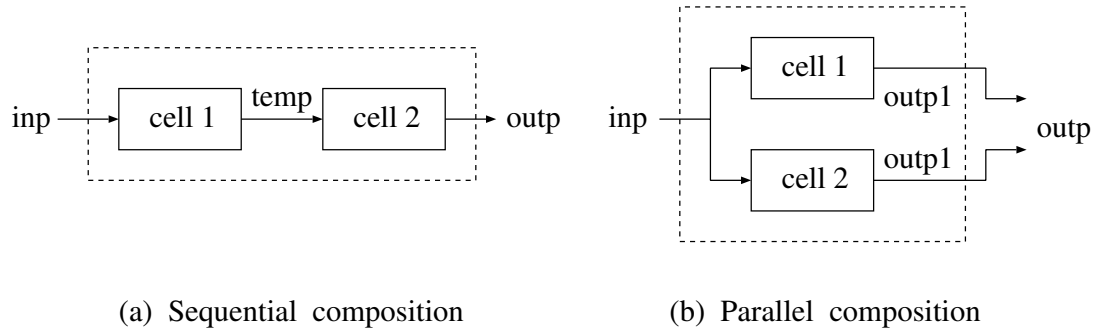 inp
cell 1
temp
cell 2
outp
(a) Sequential composition
inp
cell 1
outp1
cell 2
outp1
outp
(b) Parallel composition